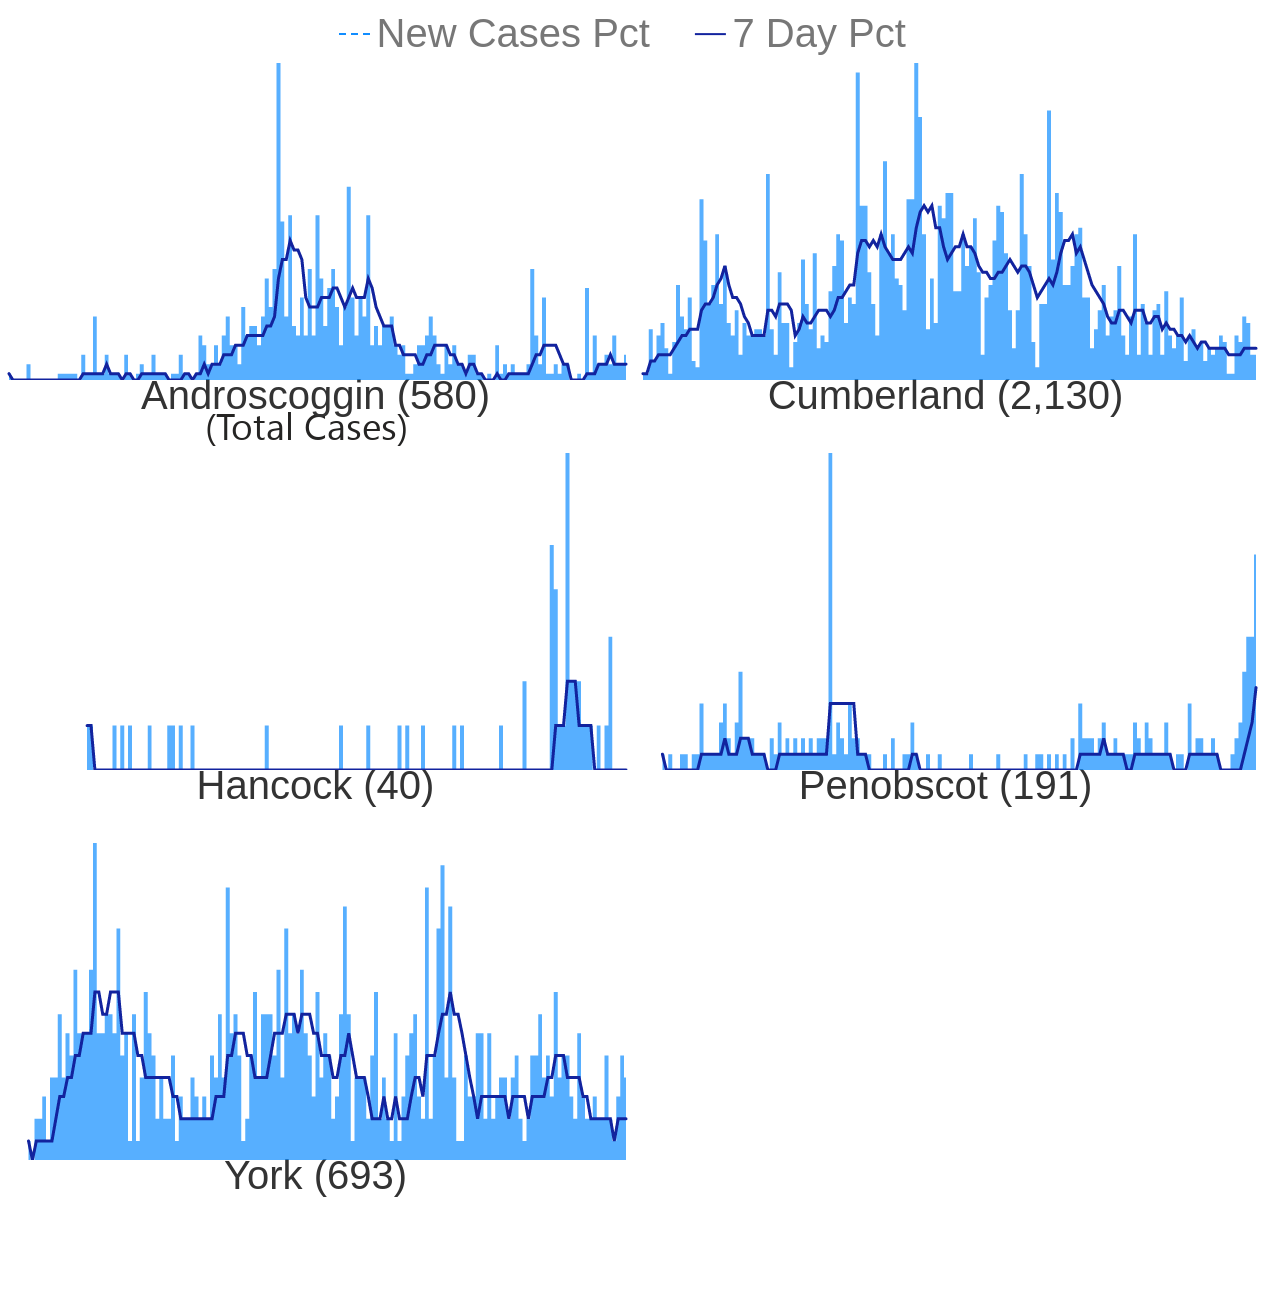 New Cases Pct 7 Day Pct
Androscoggin (580)
(Total Cases)
Cumberland (2,130)
Hancock (40)
Penobscot (191)
York (693)